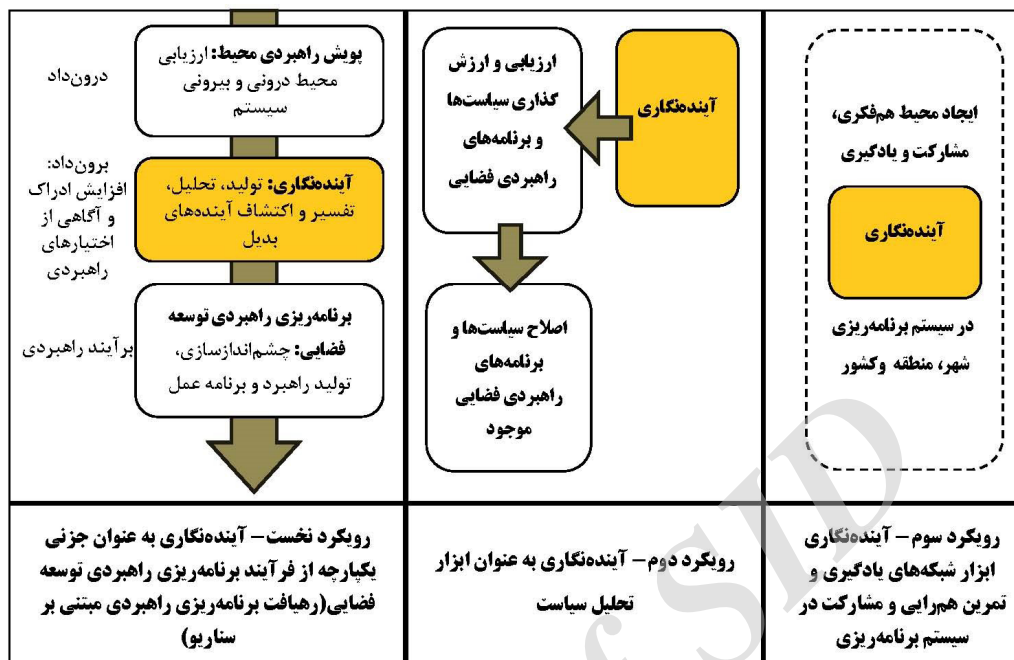 درون‌داد
پویش راهبردی محیط: ارزیابی
محیط درونی و بیرونی
سیستم
برون‌داد:
افزایش ادراک
و آگاهی از
اختیارهای
راهبردی
آینده‌نگاری: تولید، تحلیل،
تفسیر و اکتشاف آینده‌های
بدیل
برآیند راهبردی
برنامه‌ریزی راهبردی توسعه
فضایی: چشم‌اندازسازی،
تولید راهبرد و برنامه عمل
رویکرد نخست– آینده‌نگاری به عنوان جزئی
یکپارچه از فرآیند برنامه‌ریزی راهبردی توسعه
فضایی(رهیافت برنامه‌ریزی راهبردی مبتنی بر
سناریو)
آینده‌نگاری
ارزیابی و ارزش
گذاری سیاست‌ها
و برنامه‌های
راهبردی فضایی
اصلاح سیاست‌ها و
برنامه‌های
راهبردی فضایی
موجود
رویکرد دوم– آینده‌نگاری به عنوان ابزار
تحلیل سیاست
ایجاد محیط هم‌فکری،
مشارکت و یادگیری
آینده‌نگاری
در سیستم برنامه‌ریزی
شهر، منطقه وکشور
رویکرد سوم– آینده‌نگاری
ابزار شبکه‌های یادگیری و
تمرین هم‌رایی و مشارکت در
سیستم برنامه‌ریزی
of SID